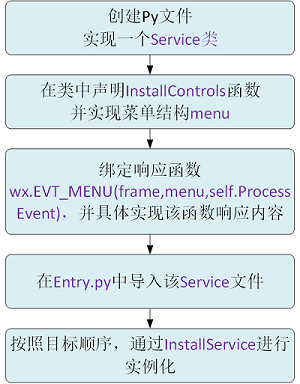 创建Py文件
实现一个Service类
在类中声明InstallControls函数
并实现菜单结构menu
绑定响应函数
wx.EVT_MENU(frame,menu,self.Process
Event)，并具体实现该函数响应内容
在Entry.py中导入该Service文件
按照目标顺序，通过InstallService进行
实例化